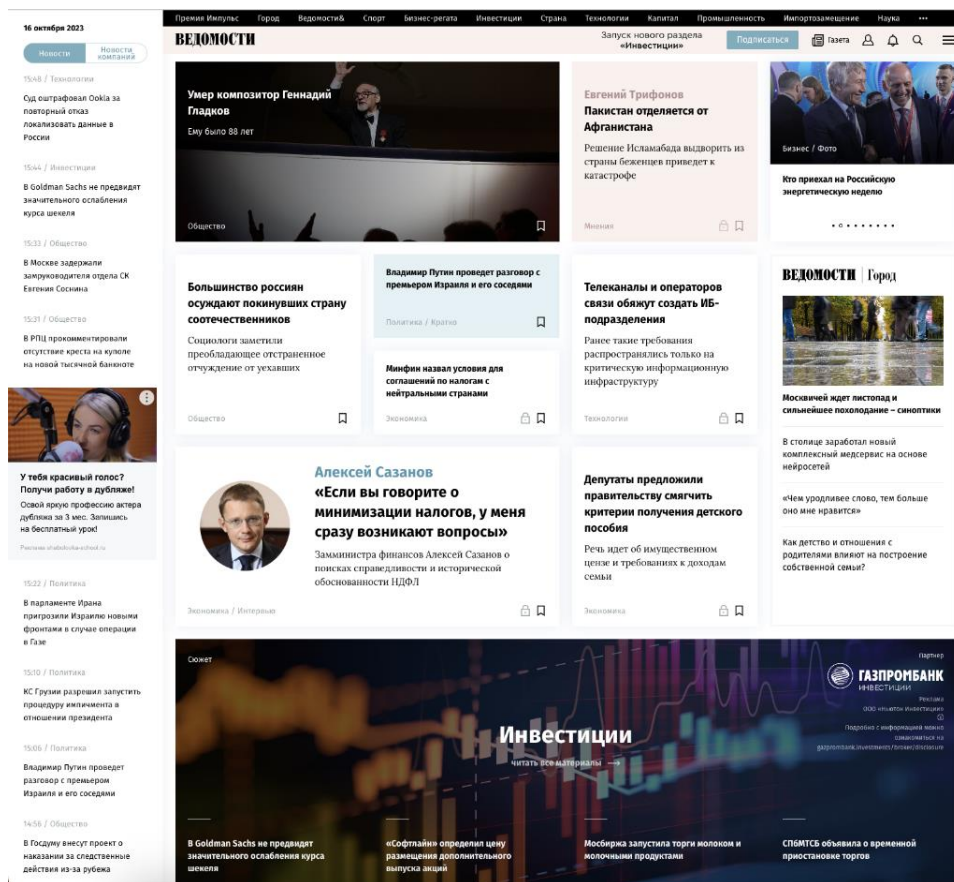 16 октября 2023
Новости
Новости
компаний
15:48 / Технологии
Суд оштрафовал Ookla за
повторный отказ
локализовать данные в
России
15:44 / Инвестиции
В Goldman Sachs не предвидят
значительного ослабления
курса шекеля
15:33 / Общество
В Москве задержали
замруководителя отдела СК
Евгения Соснина
15:31 / Общество
В РПЦ прокомментировали
отсутствие креста на куполе
на новой тысячной банкноте
У тебя красивый голос?
Получи работу в дубляже!
Освой яркую профессию актера
дубляжа за 3 мес. Запишись
на бесплатный урок!
15:22 / Политика
В парламенте Ирана
пригрозили Израилю новыми
фронтами в случае операции
в Газе
15:10 / Политика
КС Грузии разрешил запустить
процедуру импичмента в
отношении президента
15:06 / Политика
Владимир Путин проведет
разговор с премьером
Израиля и его соседями
14:56 / Общество
В Госдуму внесут проект о
наказании за следственные
действия из-за рубежа
Премия Импульс Город Ведомости& Спорт Бизнес-регата Инвестиции Страна Технологии Капитал Промышленность Импортозамещение Наука •••
ВЕДОМОСТИ
Запуск нового раздела
«Инвестиции»
Подписаться
Газета
Умер композитор Геннадий
Гладков
Ему было 88 лет
Общество
Евгений Трифонов
Пакистан отделяется от
Афганистана
Решение Исламабада выдворить из
страны беженцев приведет к
катастрофе
Мнения
Бизнес / Фото
Кто приехал на Российскую
энергетическую неделю
Большинство россиян
осуждают покинувших страну
соотечественников
Социологи заметили
преобладающее отстраненное
отчуждение от уехавших
Общество
Владимир Путин проведет разговор с
премьером Израиля и его соседями
Политика / Кратко
Минфин назвал условия для
соглашений по налогам с
нейтральными странами
Экономика
Телеканалы и операторов
связи обяжут создать ИБ-
подразделения
Ранее такие требования
распространялись только на
критическую информационную
инфраструктуру
Технологии
ВЕДОМОСТИ | Город
Москвичей ждет листопад и
сильнейшее похолодание – синоптики
В столице заработал новый
комплексный медсервис на основе
нейросетей
«Чем уродливее слово, тем больше
оно мне нравится»
Как детство и отношения с
родителями влияют на построение
собственной семьи?
Алексей Сазанов
«Если вы говорите о
минимизации налогов, у меня
сразу возникают вопросы»
Замминистра финансов Алексей Сазанов о
поисках справедливости и исторической
обоснованности НДФЛ
Экономика / Интервью
Депутаты предложили
правительству смягчить
критерии получения детского
пособия
Речь идет об имущественном
цензе и требованиях к доходам
семьи
Экономика
Сюжет
Партнер
ГАЗПРОМБАНК
ИНВЕСТИЦИИ
Реклама
ООО «Ньютон Инвестиции»
Подробно с информацией можно
ознакомиться на
gazprombank.investments/broker/disclosure
Инвестиции
читать все материалы
В Goldman Sachs не предвидят
значительного ослабления курса
шекеля
«Софтлайн» определил цену
размещения дополнительного
выпуска акций
Мосбиржа запустила торги молоком и
молочными продуктами
СПбМТСБ объявила о временной
приостановке торгов